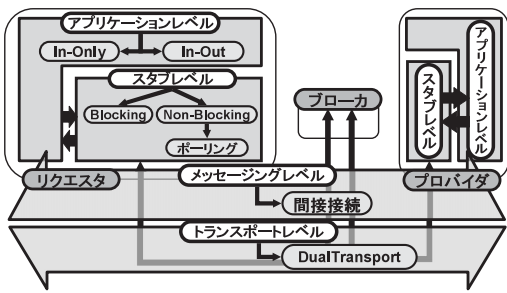 アプリケーションレベル
In-Only
In-Out
スタブレベル
Blocking
Non-Blocking
ポーリング
ブローカ
スタブレベル
アプリケーションレベル
リクエスタ
メッセージングレベル
プロバイダ
間接接続
トランスポートレベル
DualTransport